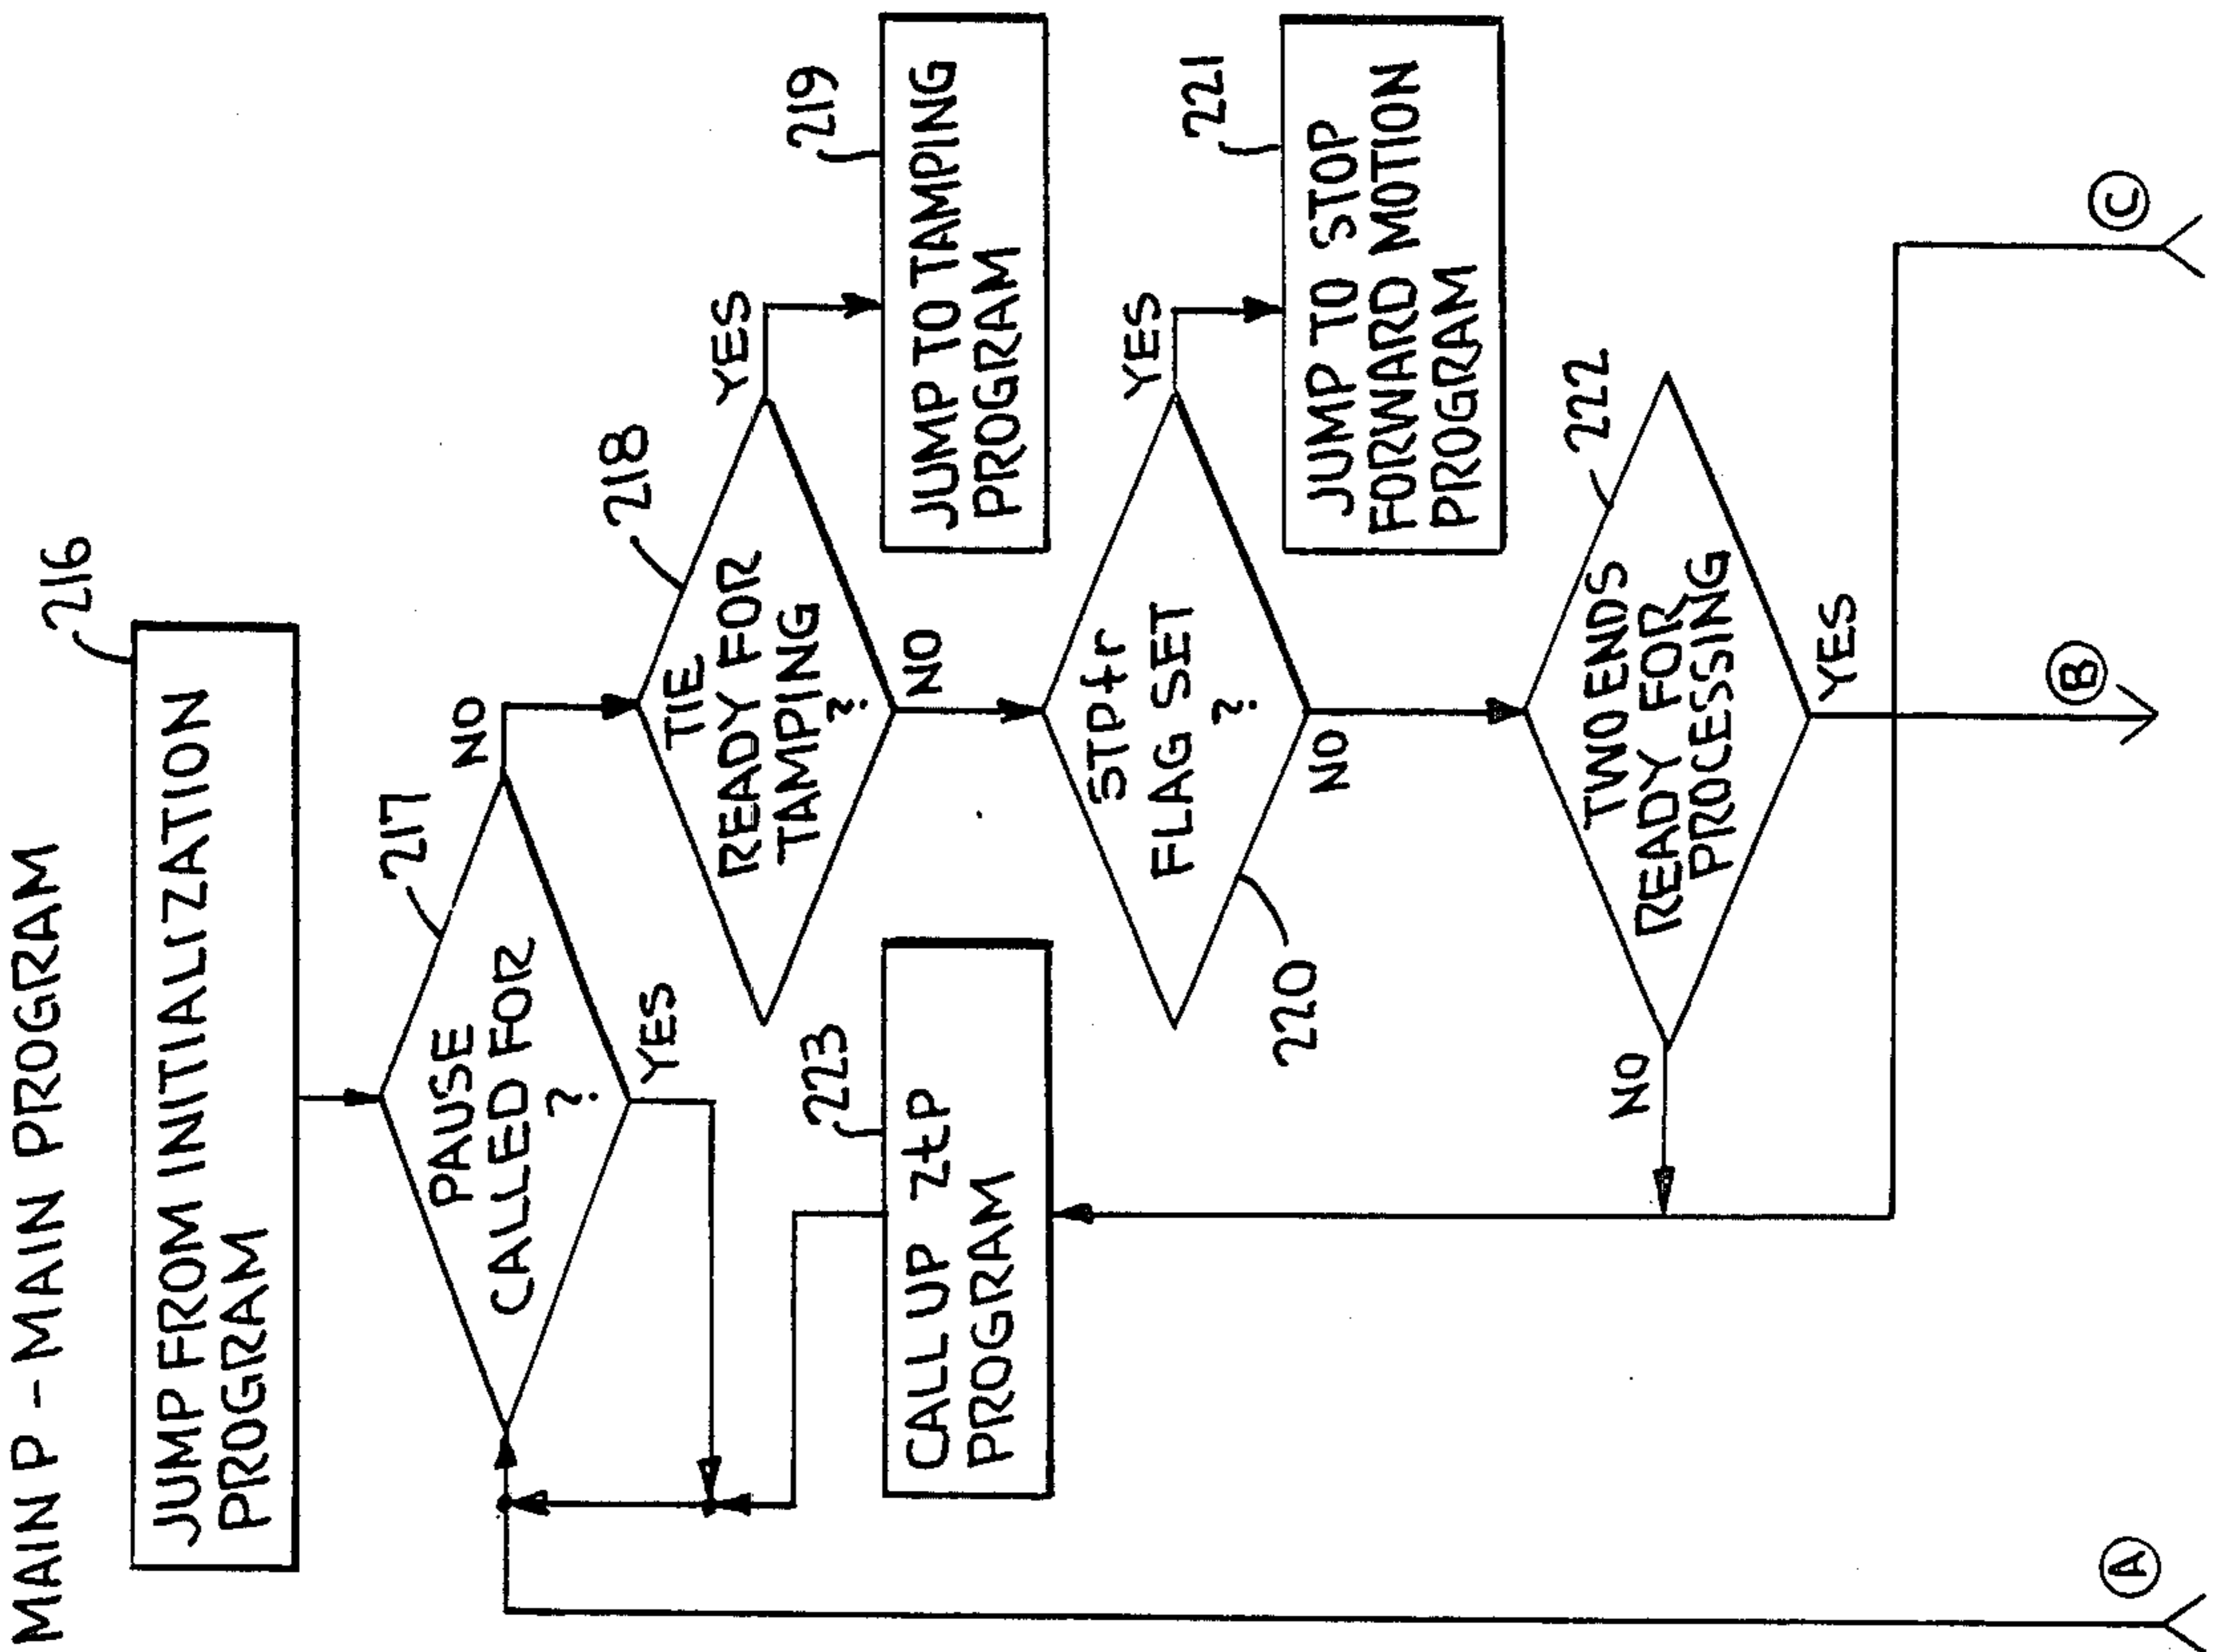 MAIN P - MAIN PROGRAM
216
JUMP FROM INITIALIZATION
PROGRAM
217
PAUSE
CALLED FOR
?
NO
YES
218
TIE
READY FOR
TAMPING
?
YES
NO
219
JUMP TO TAMPING
PROGRAM
223
CALL UP ztp
PROGRAM
220
STPfr
FLAG SET
?
YES
NO
221
JUMP TO STOP
FORWARD MOTION
PROGRAM
222
TWO ENDS
READY FOR
PROCESSING
NO
YES
A
B
C